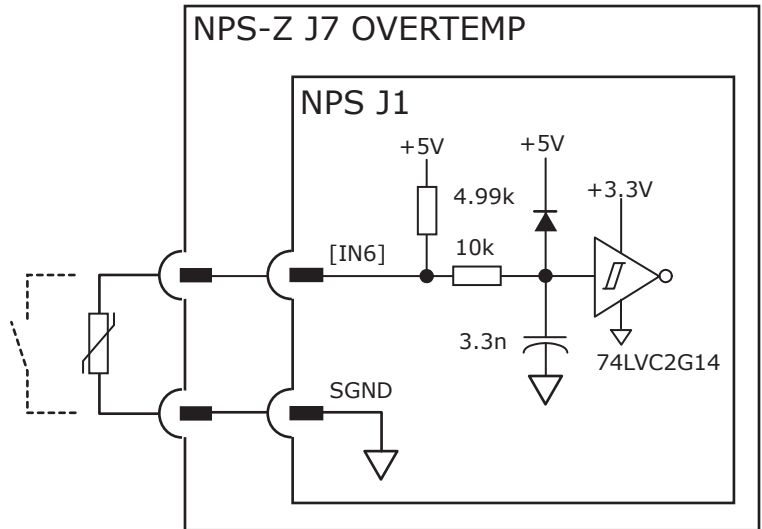 NPS-Z J7 OVERTEMP
NPS J1
+5V
+5V
+3.3V
4.99k
[IN6]
10k
3.3n
74LVC2G14
SGND